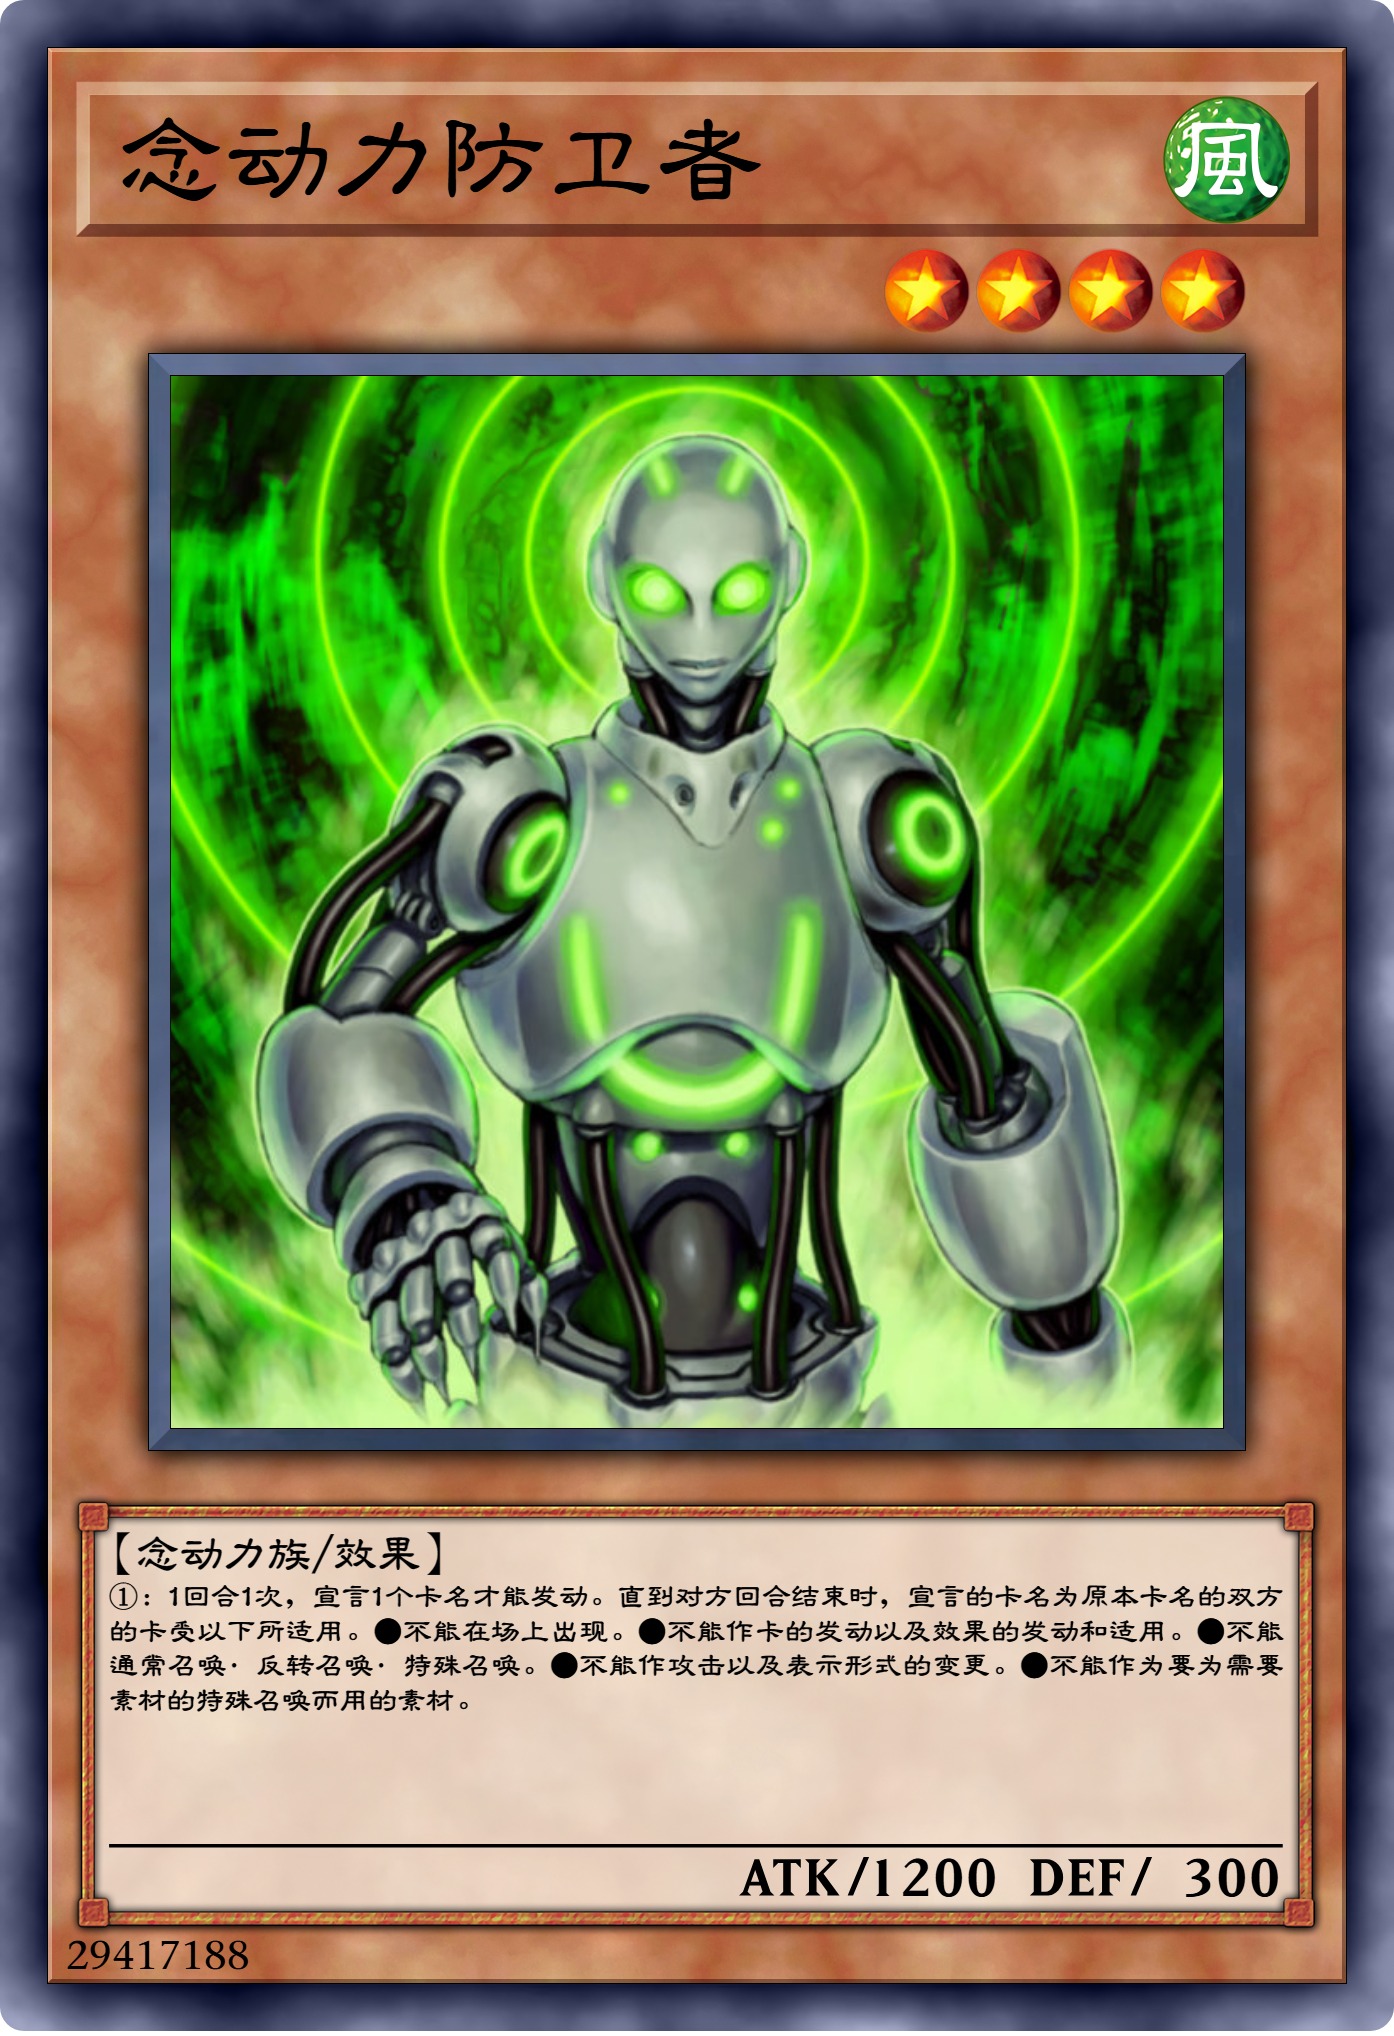 念动力防卫者
風
【念动力族/效果】
①：1回合1次，宣言1个卡名才能发动。直到对方回合结束时，宣言的卡名为原本卡名的双方
的卡受以下所适用。●不能在场上出现。●不能作卡的发动以及效果的发动和适用。●不能
通常召唤·反转召唤·特殊召唤。●不能作攻击以及表示形式的变更。●不能作为要为需要
素材的特殊召唤而用的素材。
ATK/1200 DEF/ 300
29417188